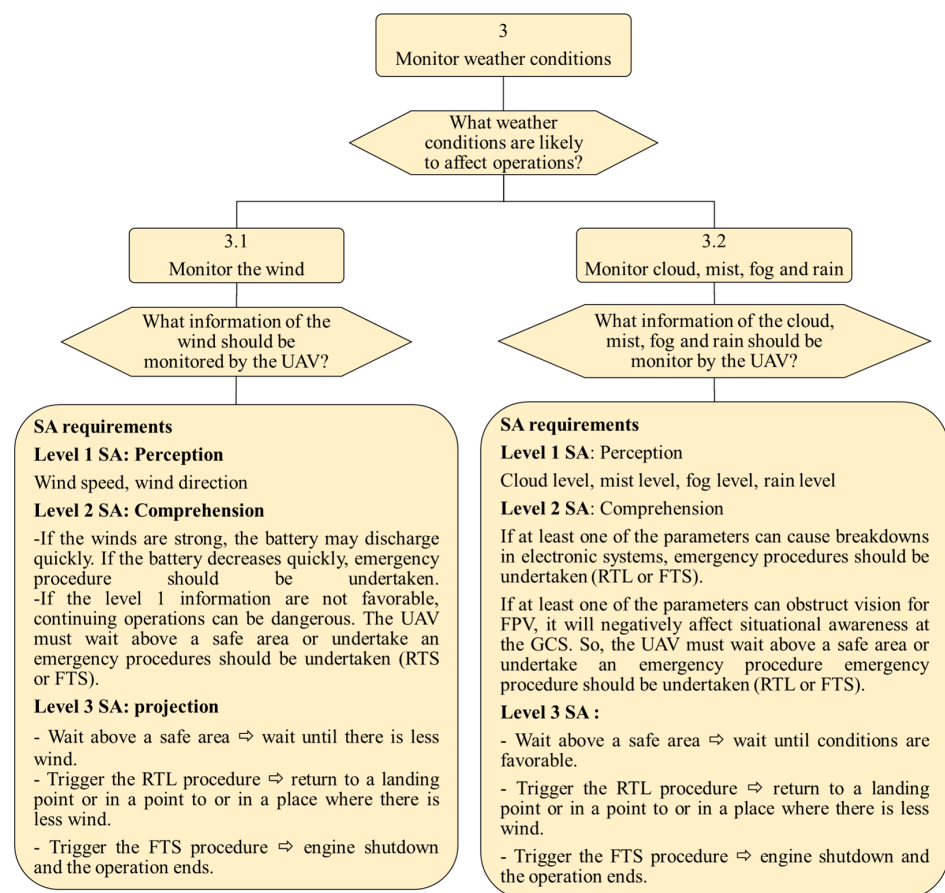 3
Monitor weather conditions
What weather
conditions are likely
to affect operations?
3.1
Monitor the wind
What information of the
wind should be
monitored by the UAV?
SA requirements
Level 1 SA: Perception
Wind speed, wind direction
Level 2 SA: Comprehension
-If the winds are strong, the battery may discharge
quickly. If the battery decreases quickly, emergency
procedure should be undertaken.
-If the level 1 information are not favorable,
continuing operations can be dangerous. The UAV
must wait above a safe area or undertake an
emergency procedures should be undertaken (RTS
or FTS).
Level 3 SA: projection
- Wait above a safe area ⇨ wait until there is less
wind.
- Trigger the RTL procedure ⇨ return to a landing
point or in a point to or in a place where there is
less wind.
- Trigger the FTS procedure ⇨ engine shutdown
and the operation ends.
3.2
Monitor cloud, mist, fog and rain
What information of the cloud,
mist, fog and rain should be
monitor by the UAV?
SA requirements
Level 1 SA: Perception
Cloud level, mist level, fog level, rain level
Level 2 SA: Comprehension
If at least one of the parameters can cause breakdowns
in electronic systems, emergency procedures should be
undertaken (RTL or FTS).
If at least one of the parameters can obstruct vision for
FPV, it will negatively affect situational awareness at
the GCS. So, the UAV must wait above a safe area or
undertake an emergency procedure emergency
procedure should be undertaken (RTL or FTS).
Level 3 SA :
- Wait above a safe area ⇨ wait until conditions are
favorable.
- Trigger the RTL procedure ⇨ return to a landing
point or in a point to or in a place where there is less
wind.
- Trigger the FTS procedure ⇨ engine shutdown and
the operation ends.